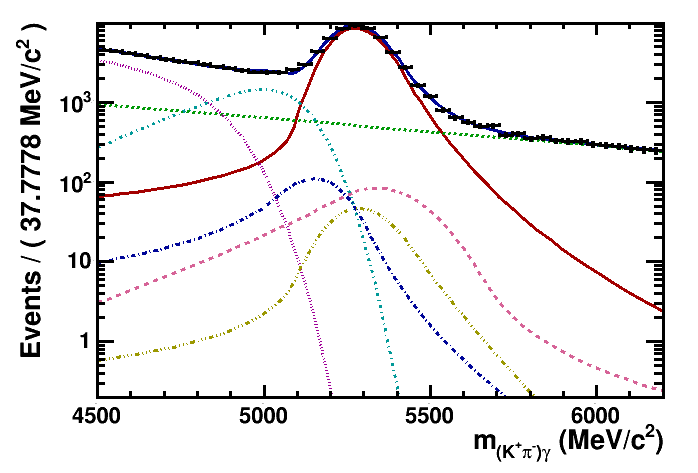 Events / ( 37.7778 MeV/c² )
10³
10²
10
1
4500 5000 5500 6000
m(K⁺π⁻)γ (MeV/c²)